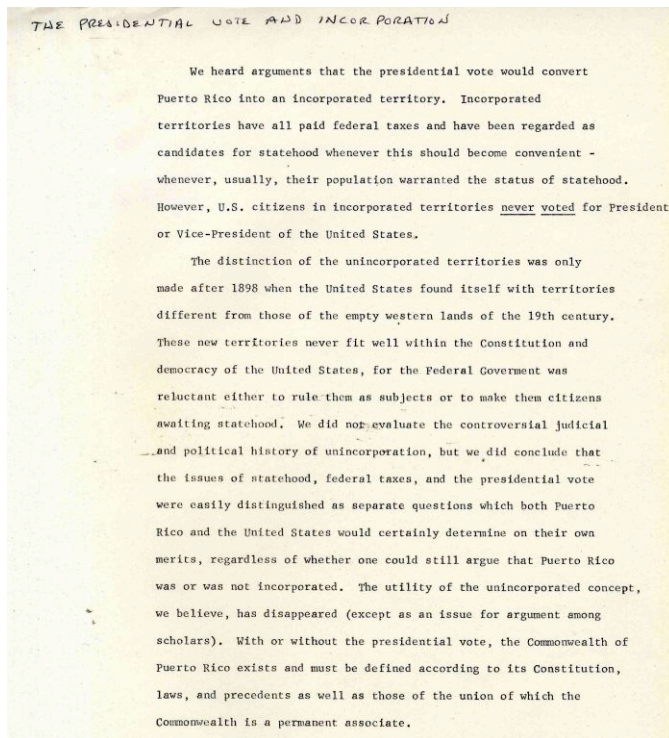 THE PRESIDENTIAL VOTE AND INCORPORATION
We heard arguments that the presidential vote would convert
Puerto Rico into an incorporated territory. Incorporated
territories have all paid federal taxes and have been regarded as
candidates for statehood whenever this should become convenient -
whenever, usually, their population warranted the status of statehood.
However, U.S. citizens in incorporated territories never voted for President
or Vice-President of the United States.
The distinction of the unincorporated territories was only
made after 1898 when the United States found itself with territories
different from those of the empty western lands of the 19th century.
These new territories never fit well within the Constitution and
democracy of the United States, for the Federal Goverment was
reluctant either to rule them as subjects or to make them citizens
awaiting statehood. We did not evaluate the controversial judicial
and political history of unincorporation, but we did conclude that
the issues of statehood, federal taxes, and the presidential vote
were easily distinguished as separate questions which both Puerto
Rico and the United States would certainly determine on their own
merits, regardless of whether one could still argue that Puerto Rico
was or was not incorporated. The utility of the unincorporated concept,
we believe, has disappeared (except as an issue for argument among
scholars). With or without the presidential vote, the Commonwealth of
Puerto Rico exists and must be defined according to its Constitution,
laws, and precedents as well as those of the union of which the
Commonwealth is a permanent associate.